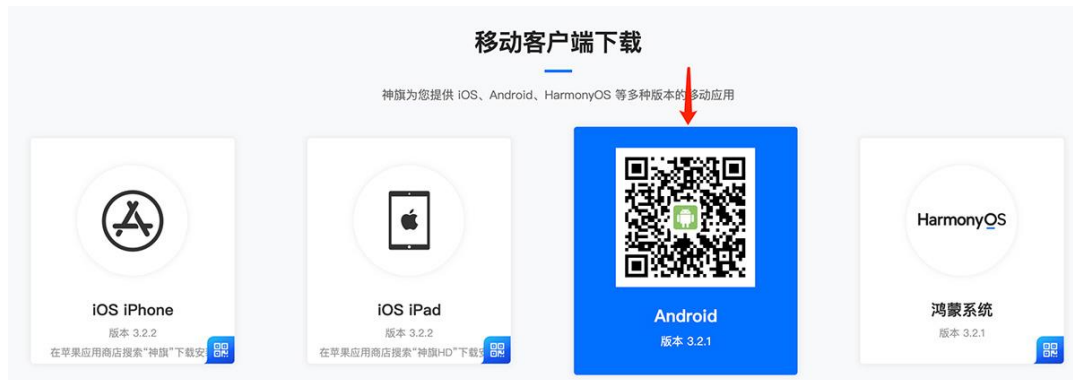 移动客户端下载
神旗为您提供 iOS、Android、HarmonyOS 等多种版本的移动应用
HarmonyOS
iOS iPhone
版本 3.2.2
在苹果应用商店搜索“神旗”下载安
iOS iPad
版本 3.2.2
在苹果应用商店搜索“神旗HD”下载
Android
版本 3.2.1
鸿蒙系统
版本 3.2.1